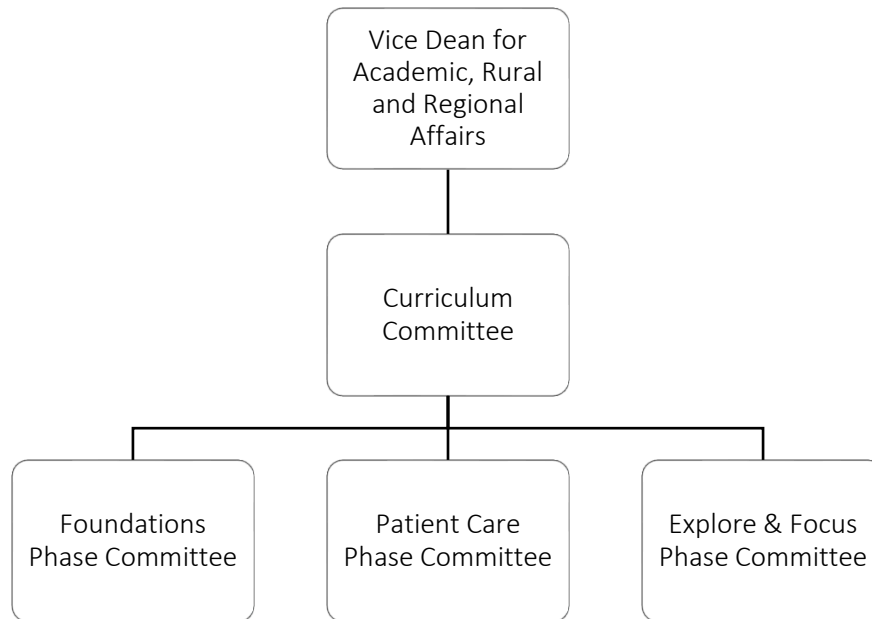 Vice Dean for
Academic, Rural
and Regional
Affairs
Curriculum
Committee
Foundations
Phase Committee
Patient Care
Phase Committee
Explore & Focus
Phase Committee